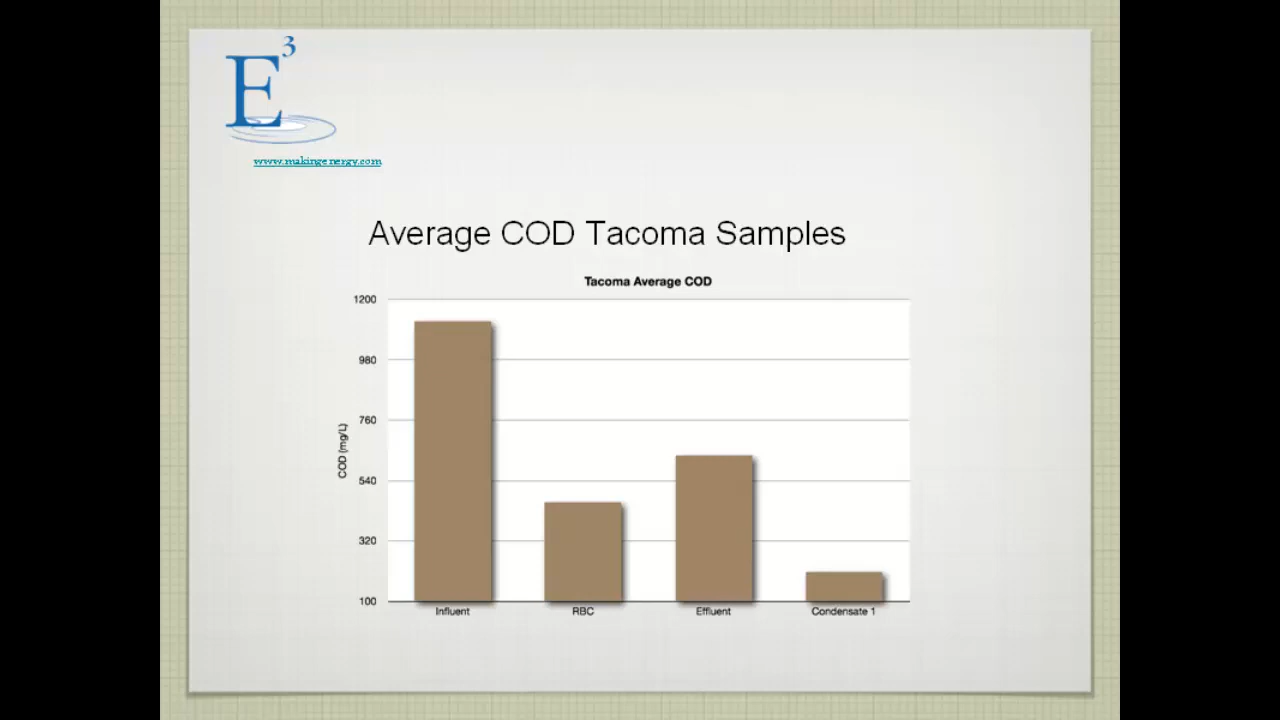 E3
www.makingenergy.com
Average COD Tacoma Samples
Tacoma Average COD
1200
980
760
540
320
100
COD (mg/L)
Influent RBC Effluent Condensate 1